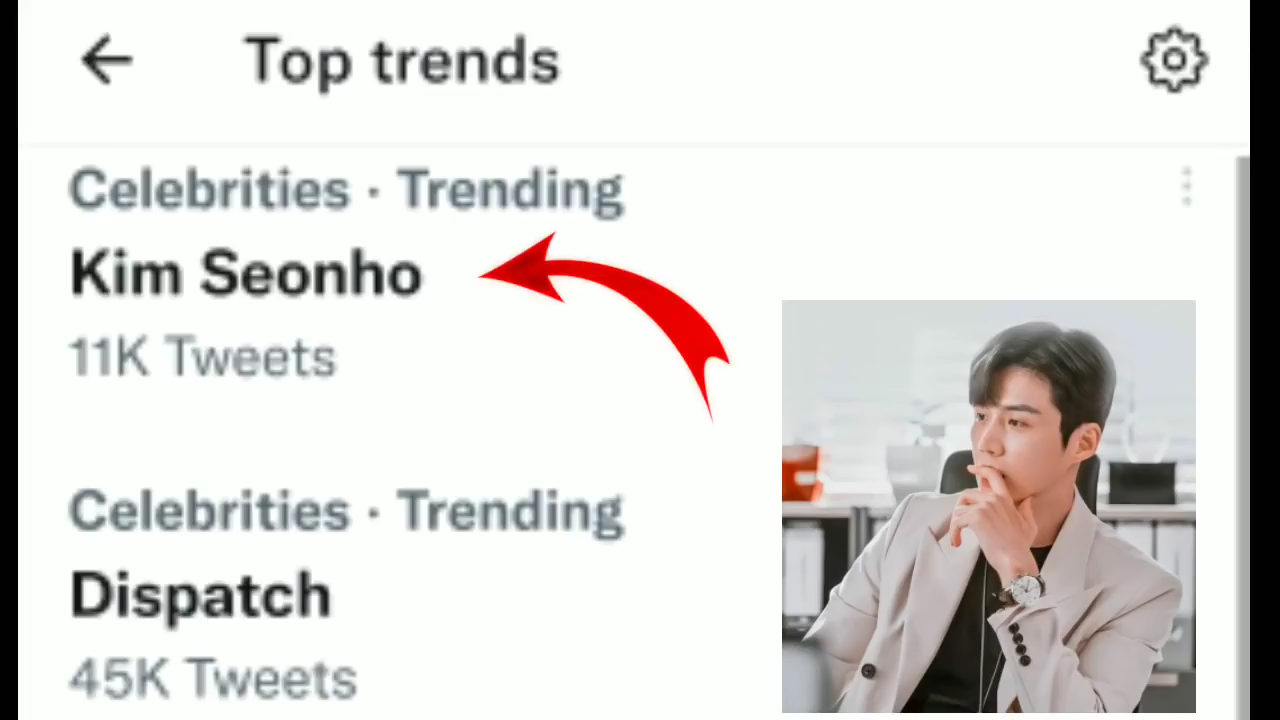 Top trends
Celebrities · Trending
Kim Seonho
11K Tweets
Celebrities · Trending
Dispatch
45K Tweets